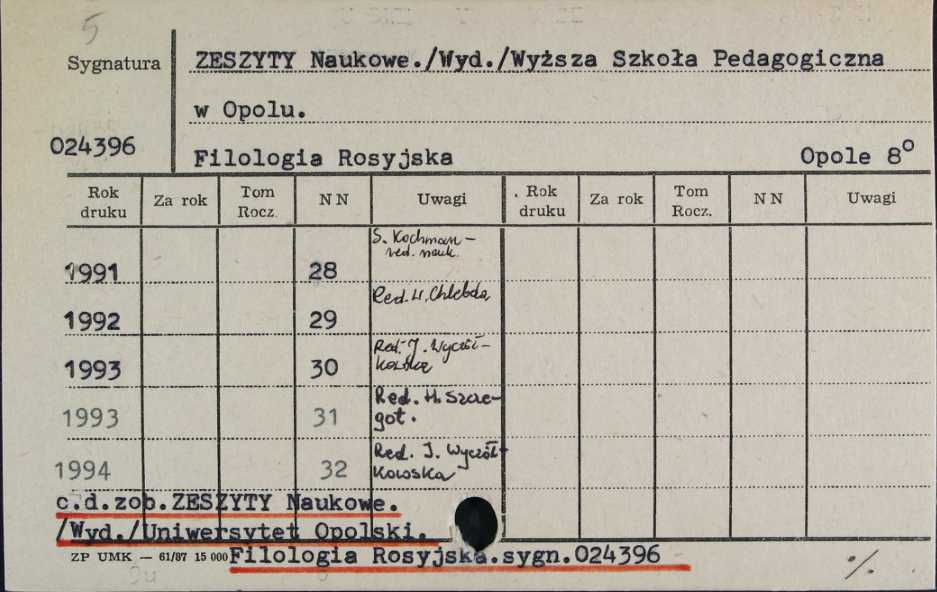 5
Sygnatura
ZESZYTY Naukowe./Wyd./Wyższa Szkoła Pedagogiczna
w Opolu.
024396
Filologia Rosyjska Opole 8°
Rok druku Za rok Tom Rocz. NN Uwagi Rok druku Za rok Tom Rocz. NN Uwagi
1991 28 S. Kochman – red. nauk.
1992 29 Red. W. Chlebda
1993 30 Red. J. Wyczół-
kowska
1993 31 Red. H. Szcze-
got.
1994 32 Red. J. Wyczół-
kowska
c.d.zob.ZESZYTY Naukowe.
/Wyd./Uniwersytet Opolski.
ZP UMK — 61/87 15 000 Filologia Rosyjska.sygn.024396